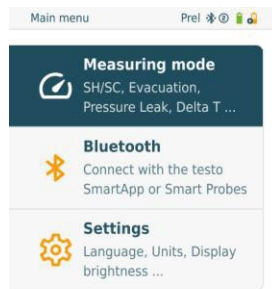 Main menu Prel ②
Measuring mode
SH/SC, Evacuation,
Pressure Leak, Delta T ...
Bluetooth
Connect with the testo
SmartApp or Smart Probes
Settings
Language, Units, Display
brightness ...